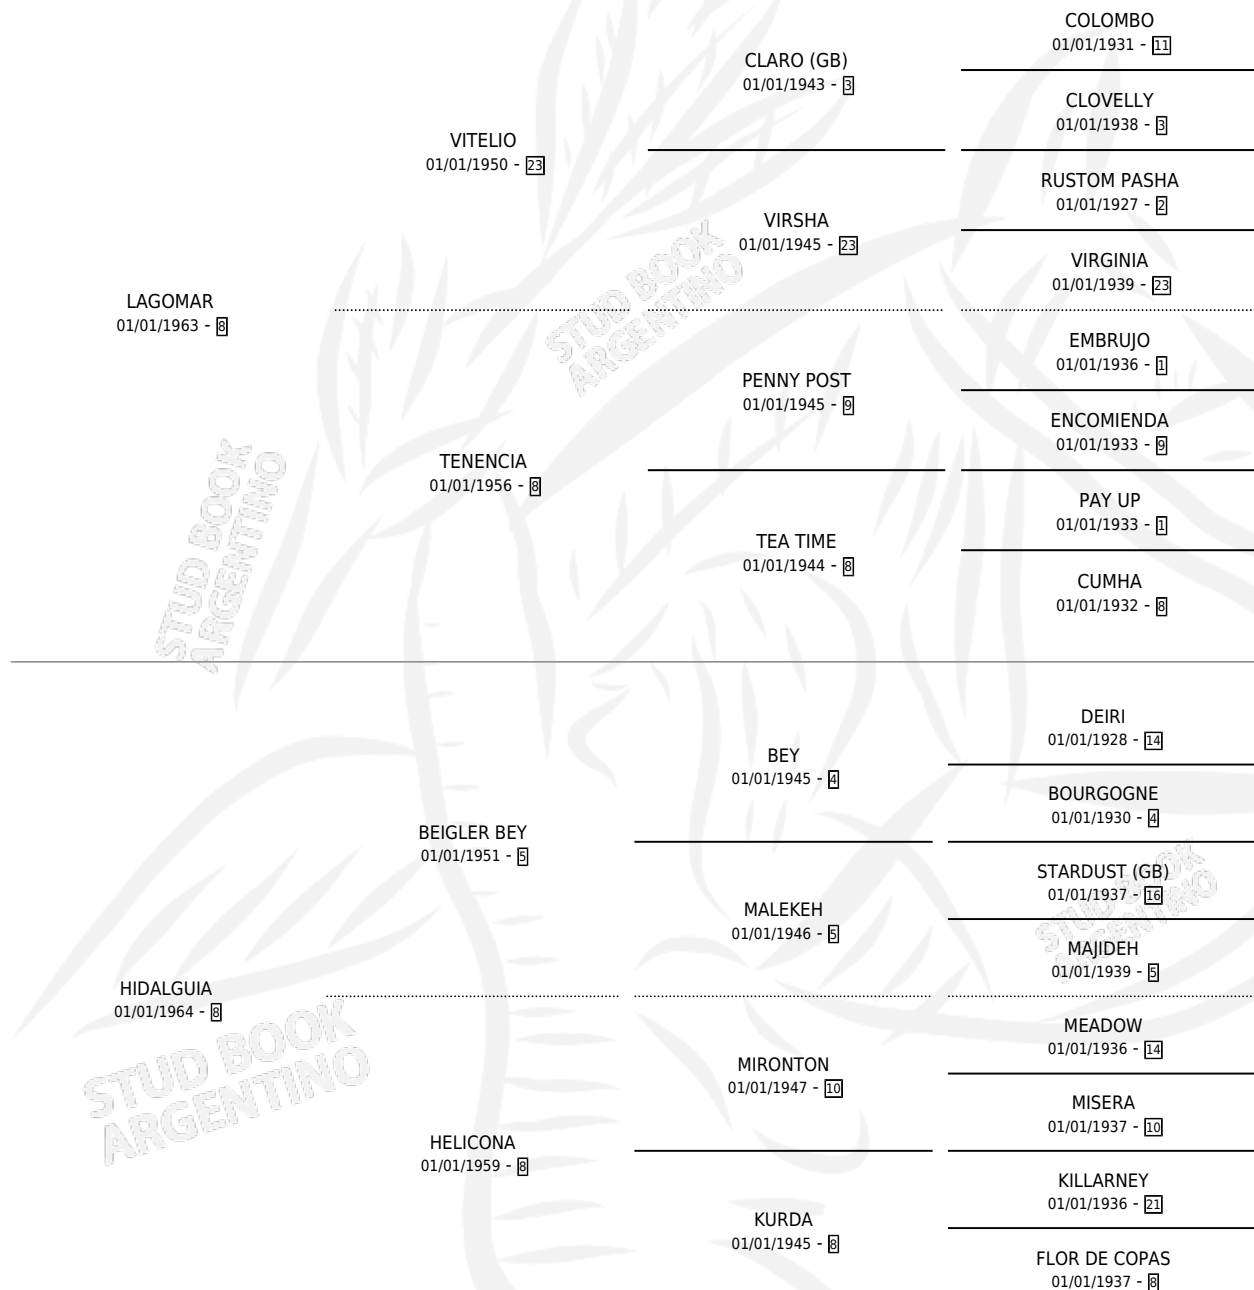 COLOMBO
01/01/1931 - 11
CLARO (GB)
01/01/1943 - 3
CLOVELLY
01/01/1938 - 3
VITELIO
01/01/1950 - 23
RUSTOM PASHA
01/01/1927 - 2
VIRSHA
01/01/1945 - 23
VIRGINIA
01/01/1939 - 23
LAGOMAR
01/01/1963 - 8
EMBRUJO
01/01/1936 - 1
PENNY POST
01/01/1945 - 9
ENCOMIENDA
01/01/1933 - 9
TENENCIA
01/01/1956 - 8
PAY UP
01/01/1933 - 1
TEA TIME
01/01/1944 - 8
CUMHA
01/01/1932 - 8
DEIRI
01/01/1928 - 14
BEY
01/01/1945 - 4
BOURGOGNE
01/01/1930 - 4
BEIGLER BEY
01/01/1951 - 5
STARDUST (GB)
01/01/1937 - 16
MALEKEH
01/01/1946 - 5
MAJIDEH
01/01/1939 - 5
HIDALGUIA
01/01/1964 - 8
MEADOW
01/01/1936 - 14
MIRONTON
01/01/1947 - 10
MISERA
01/01/1937 - 10
HELICONA
01/01/1959 - 8
KILLARNEY
01/01/1936 - 21
KURDA
01/01/1945 - 8
FLOR DE COPAS
01/01/1937 - 8
STUD BOOK
ARGENTINO
STUD BOOK
ARGENTINO
STUD BOOK
ARGENTINO
STUD BOOK
ARGENTINO